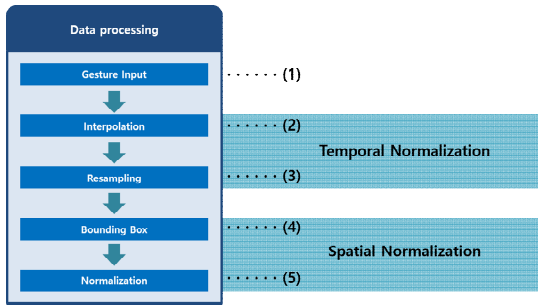 Data processing
Gesture Input ······ (1)
Interpolation ······ (2)
Temporal Normalization
Resampling ······ (3)
Bounding Box ······ (4)
Spatial Normalization
Normalization ······ (5)